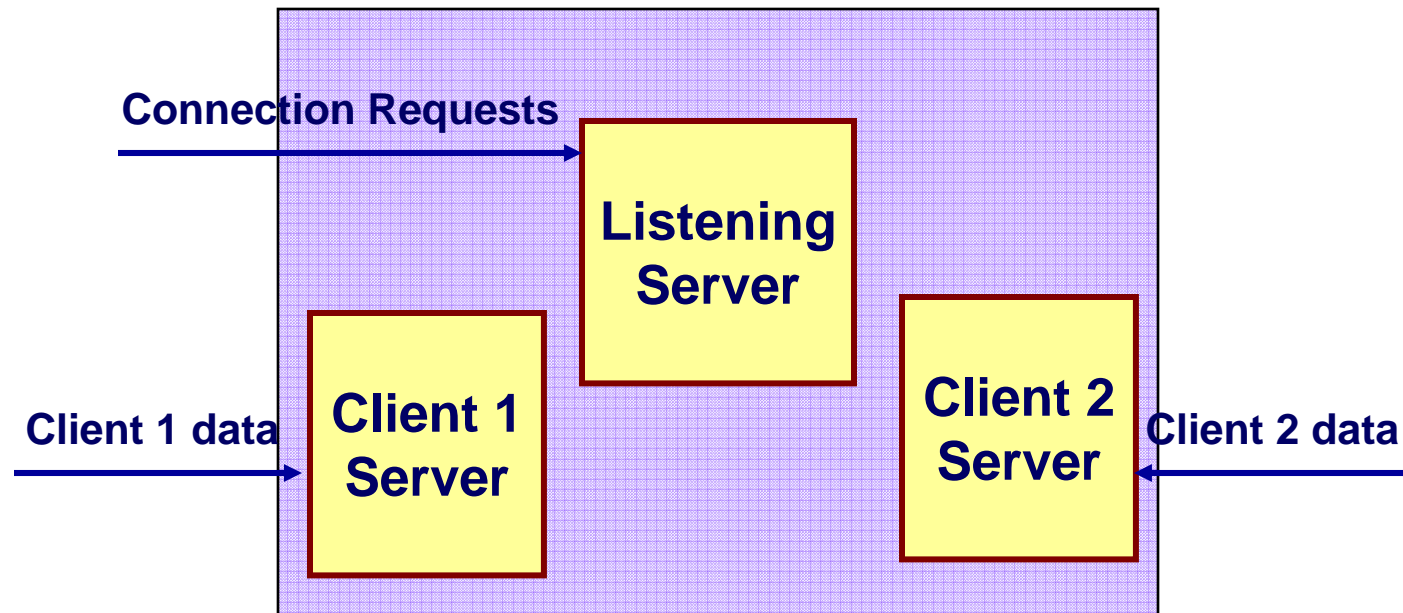 Connection Requests
Listening
Server
Client 1
Server
Client 2
Server
Client 1 data
Client 2 data